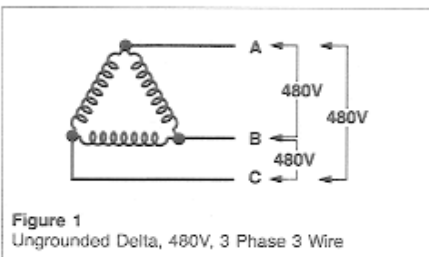 A
480V
480V
B
480V
C
Figure 1
Ungrounded Delta, 480V, 3 Phase 3 Wire